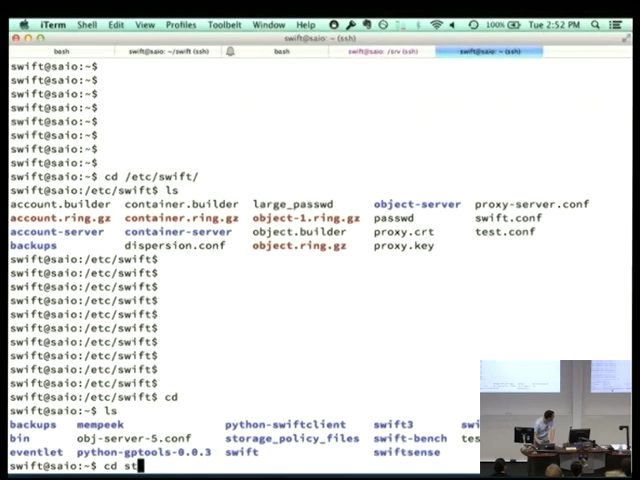 iTerm Shell Edit View Profiles Toolbelt Window Help 100% Tue 2:52 PM
swift@saio: ~ (ssh)
bash swift@saio: ~/swift (ssh) bash swift@saio: /srv (ssh) swift@saio: ~ (ssh)
swift@saio:~$
swift@saio:~$
swift@saio:~$
swift@saio:~$
swift@saio:~$
swift@saio:~$
swift@saio:~$
swift@saio:~$
swift@saio:~$ cd /etc/swift/
swift@saio:/etc/swift$ ls
account.builder container.builder large_passwd object-server proxy-server.conf
account.ring.gz container.ring.gz object-1.ring.gz passwd swift.conf
account-server container-server object.builder proxy.crt test.conf
backups dispersion.conf object.ring.gz proxy.key
swift@saio:/etc/swift$
swift@saio:/etc/swift$
swift@saio:/etc/swift$
swift@saio:/etc/swift$
swift@saio:/etc/swift$
swift@saio:/etc/swift$
swift@saio:/etc/swift$
swift@saio:/etc/swift$
swift@saio:/etc/swift$
swift@saio:/etc/swift$
swift@saio:/etc/swift$ cd
swift@saio:~$ ls
backups mempeek python-swiftclient swift3
bin obj-server-5.conf storage_policy_files swift-bench
eventlet python-gptools-0.0.3 swift swiftsense
swift@saio:~$ cd st